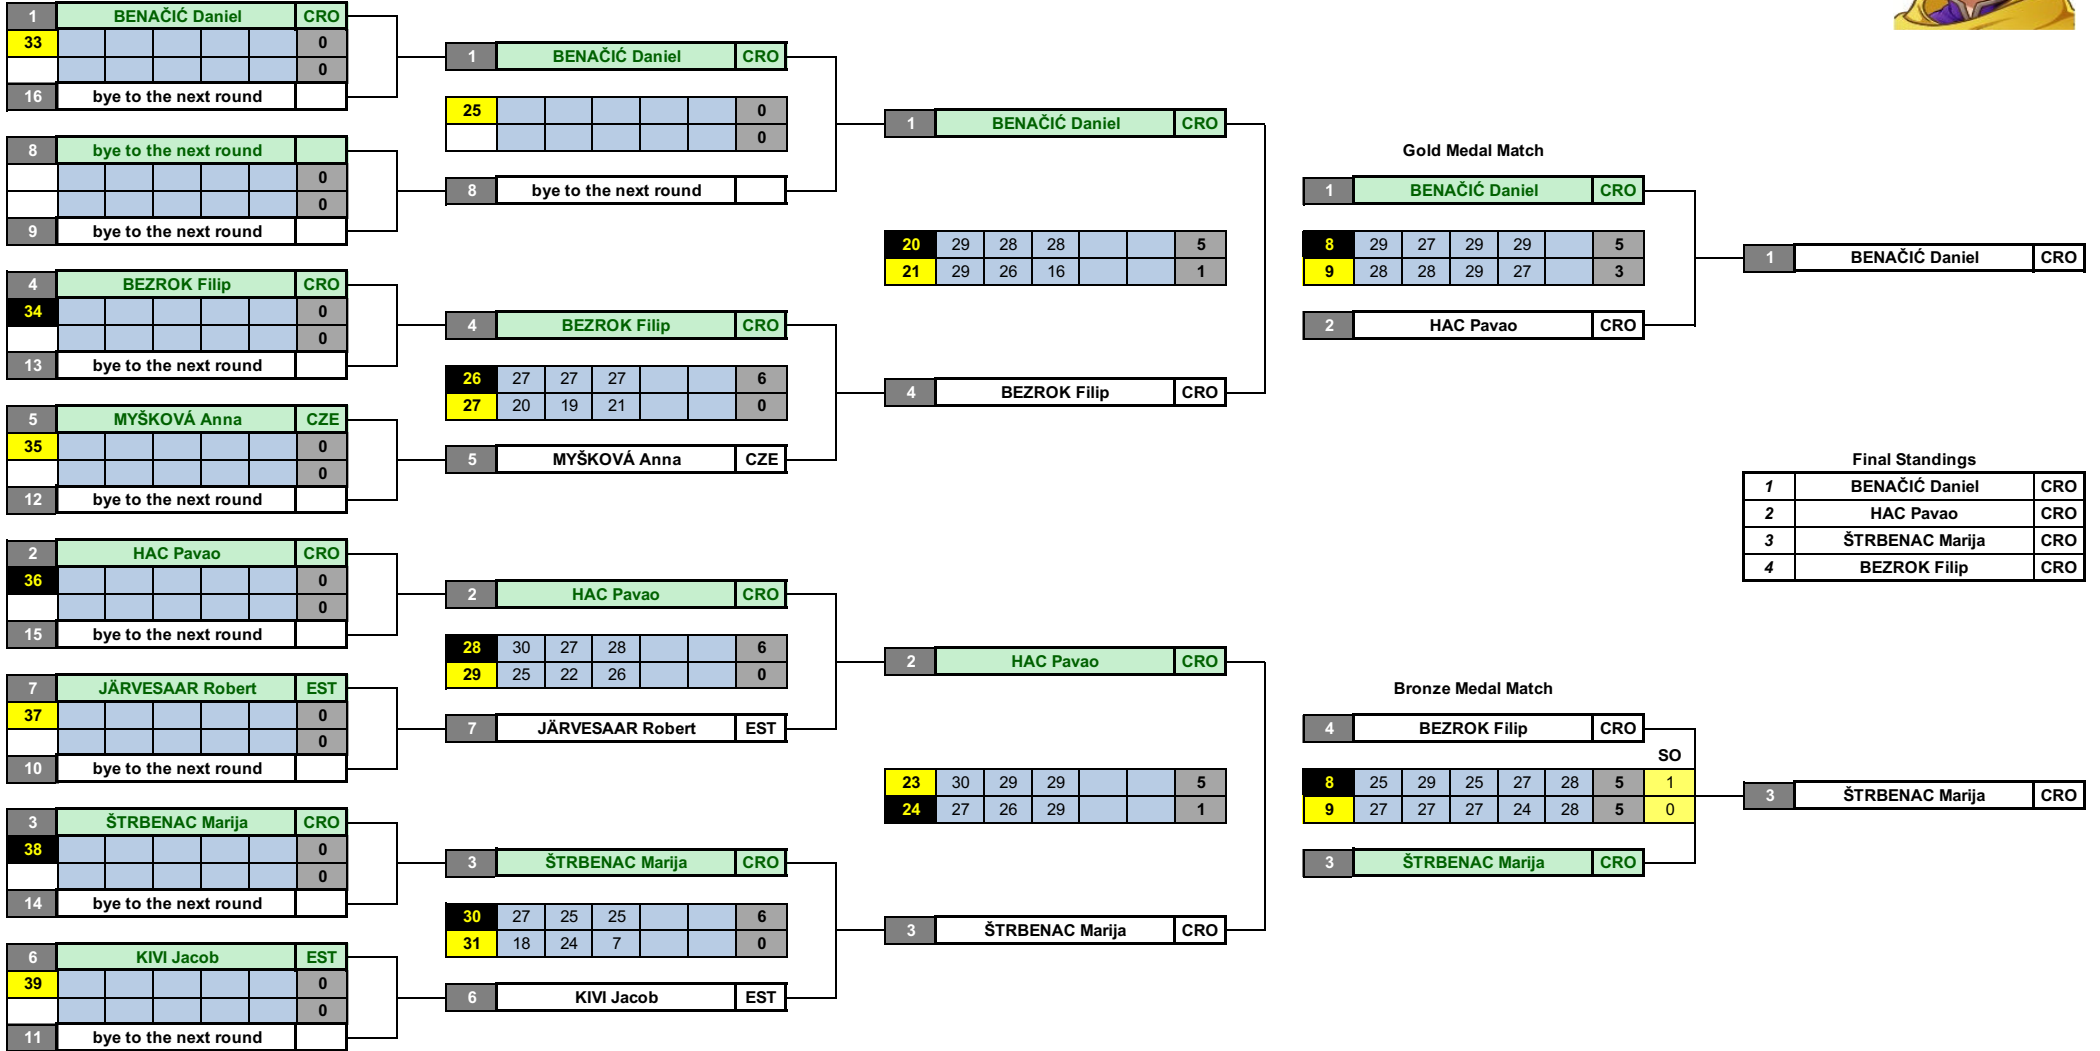 1 BENAČIĆ Daniel CRO
33 0
0
16 bye to the next round
8 bye to the next round
0
0
9 bye to the next round
4 BEZROK Filip CRO
34 0
0
13 bye to the next round
5 MYŠKOVÁ Anna CZE
35 0
0
12 bye to the next round
2 HAC Pavao CRO
36 0
0
15 bye to the next round
7 JÄRVESAAR Robert EST
37 0
0
10 bye to the next round
3 ŠTRBENAC Marija CRO
38 0
0
14 bye to the next round
6 KIVI Jacob EST
39 0
0
11 bye to the next round
1 BENAČIĆ Daniel CRO
25 0
0
8 bye to the next round
4 BEZROK Filip CRO
26 27 27 27 6
27 20 19 21 0
5 MYŠKOVÁ Anna CZE
2 HAC Pavao CRO
28 30 27 28 6
29 25 22 26 0
7 JÄRVESAAR Robert EST
3 ŠTRBENAC Marija CRO
30 27 25 25 6
31 18 24 7 0
6 KIVI Jacob EST
1 BENAČIĆ Daniel CRO
20 29 28 28 5
21 29 26 16 1
4 BEZROK Filip CRO
2 HAC Pavao CRO
23 30 29 29 5
24 27 26 29 1
3 ŠTRBENAC Marija CRO
Gold Medal Match
1 BENAČIĆ Daniel CRO
8 29 27 29 29 5
9 28 28 29 27 3
2 HAC Pavao CRO
Bronze Medal Match
4 BEZROK Filip CRO
SO
8 25 29 25 27 28 5 1
9 27 27 27 24 28 5 0
3 ŠTRBENAC Marija CRO
1 BENAČIĆ Daniel CRO
Final Standings
1 BENAČIĆ Daniel CRO
2 HAC Pavao CRO
3 ŠTRBENAC Marija CRO
4 BEZROK Filip CRO
3 ŠTRBENAC Marija CRO